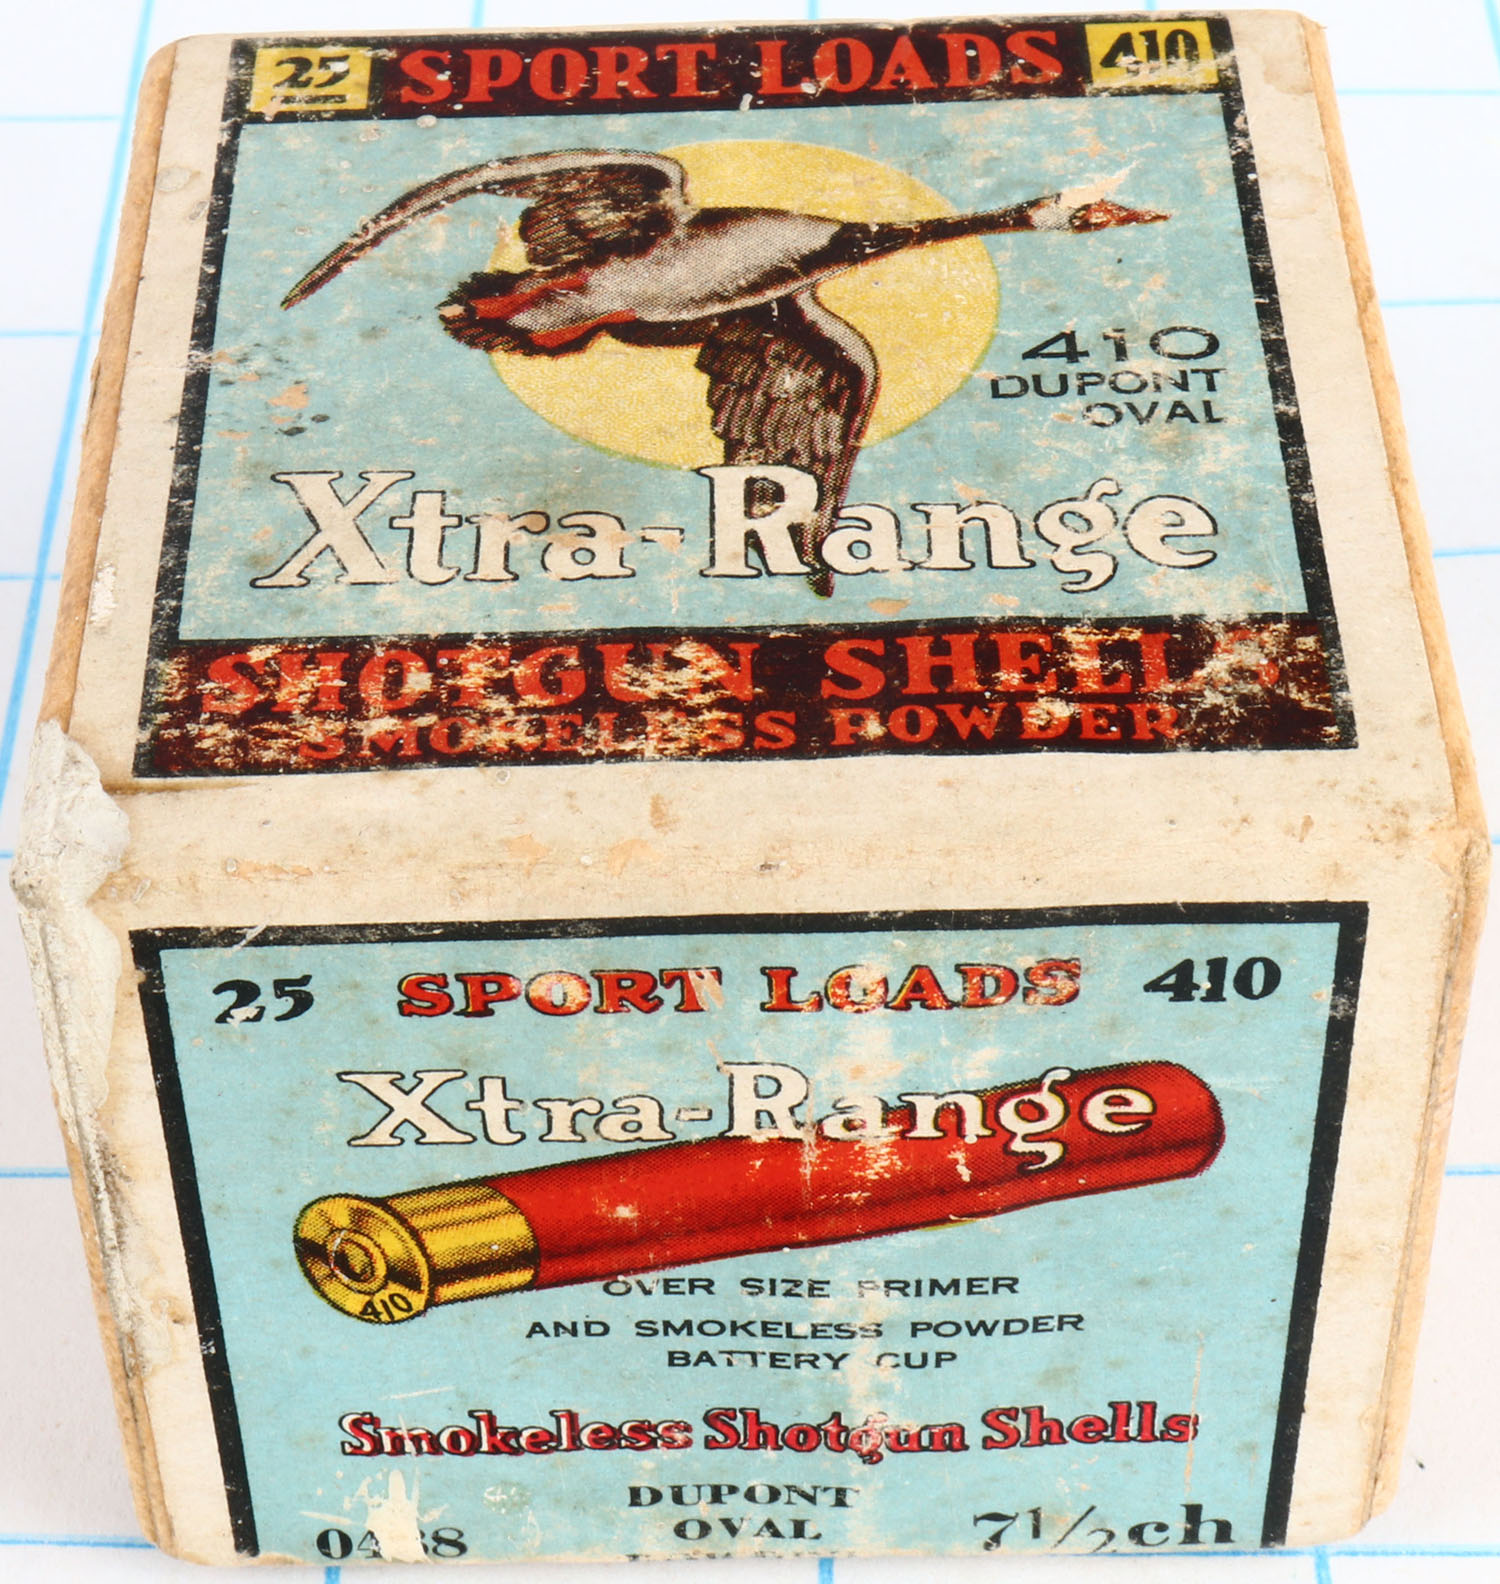 25 SPORT LOADS 410
410
DUPONT
OVAL
Xtra-Range
SHOTGUN SHELLS
SMOKELESS POWDER
25 SPORT LOADS 410
Xtra-Range
410
OVER SIZE PRIMER
AND SMOKELESS POWDER
BATTERY CUP
Smokeless Shotgun Shells
DUPONT
OVAL
7½ch